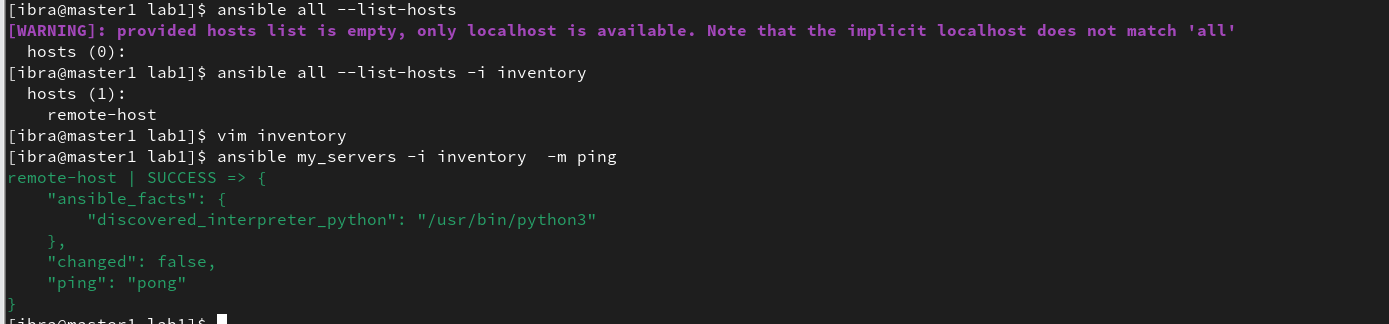 [ibra@master1 lab1]$ ansible all --list-hosts
[WARNING]: provided hosts list is empty, only localhost is available. Note that the implicit localhost does not match 'all'
  hosts (0):
[ibra@master1 lab1]$ ansible all --list-hosts -i inventory
  hosts (1):
    remote-host
[ibra@master1 lab1]$ vim inventory
[ibra@master1 lab1]$ ansible my_servers -i inventory  -m ping
remote-host | SUCCESS => {
    "ansible_facts": {
        "discovered_interpreter_python": "/usr/bin/python3"
    },
    "changed": false,
    "ping": "pong"
}
[ibra@master1 lab1]$